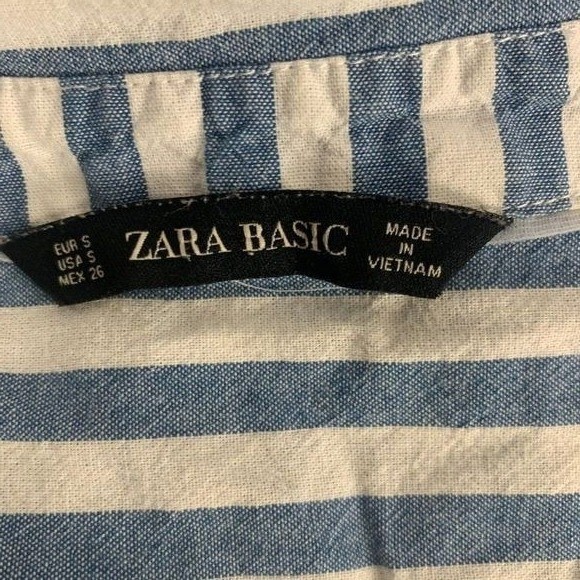 EUR S
USA S
MEX 26
ZARA BASIC
MADE
IN
VIETNAM